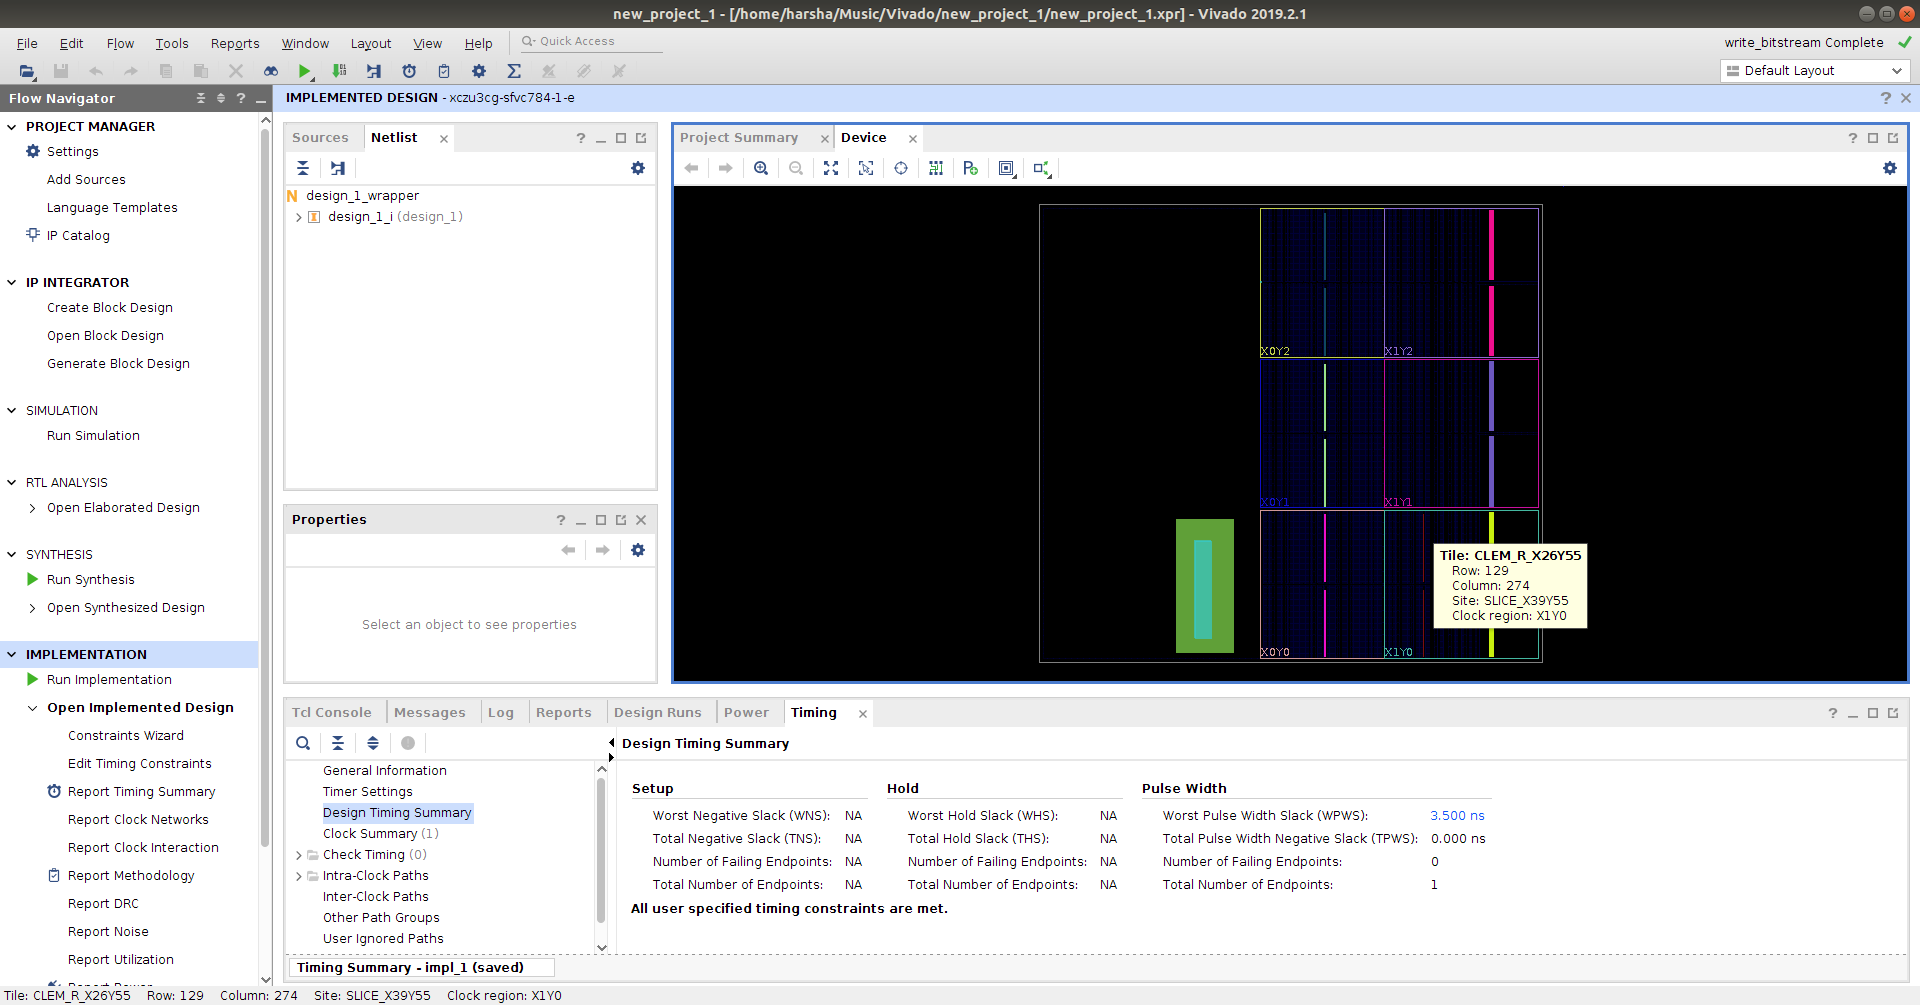 new_project_1 - [/home/harsha/Music/Vivado/new_project_1/new_project_1.xpr] - Vivado 2019.2.1
File Edit Flow Tools Reports Window Layout View Help Quick Access
write_bitstream Complete
Default Layout
Flow Navigator
IMPLEMENTED DESIGN - xczu3cg-sfvc784-1-e
PROJECT MANAGER
Settings
Add Sources
Language Templates
IP Catalog
IP INTEGRATOR
Create Block Design
Open Block Design
Generate Block Design
SIMULATION
Run Simulation
RTL ANALYSIS
Open Elaborated Design
SYNTHESIS
Run Synthesis
Open Synthesized Design
IMPLEMENTATION
Run Implementation
Open Implemented Design
Constraints Wizard
Edit Timing Constraints
Report Timing Summary
Report Clock Networks
Report Clock Interaction
Report Methodology
Report DRC
Report Noise
Report Utilization
Sources Netlist
N design_1_wrapper
design_1_i (design_1)
Properties
Select an object to see properties
Project Summary Device
X0Y2 X1Y2
X0Y1 X1Y1
X0Y0 X1Y0
Tile: CLEM_R_X26Y55
Row: 129
Column: 274
Site: SLICE_X39Y55
Clock region: X1Y0
Tcl Console Messages Log Reports Design Runs Power Timing
General Information
Timer Settings
Design Timing Summary
Clock Summary (1)
Check Timing (0)
Intra-Clock Paths
Inter-Clock Paths
Other Path Groups
User Ignored Paths
Design Timing Summary
Setup Hold Pulse Width
Worst Negative Slack (WNS): NA Worst Hold Slack (WHS): NA Worst Pulse Width Slack (WPWS): 3.500 ns
Total Negative Slack (TNS): NA Total Hold Slack (THS): NA Total Pulse Width Negative Slack (TPWS): 0.000 ns
Number of Failing Endpoints: NA Number of Failing Endpoints: NA Number of Failing Endpoints: 0
Total Number of Endpoints: NA Total Number of Endpoints: NA Total Number of Endpoints: 1
All user specified timing constraints are met.
Timing Summary - impl_1 (saved)
Tile: CLEM_R_X26Y55 Row: 129 Column: 274 Site: SLICE_X39Y55 Clock region: X1Y0